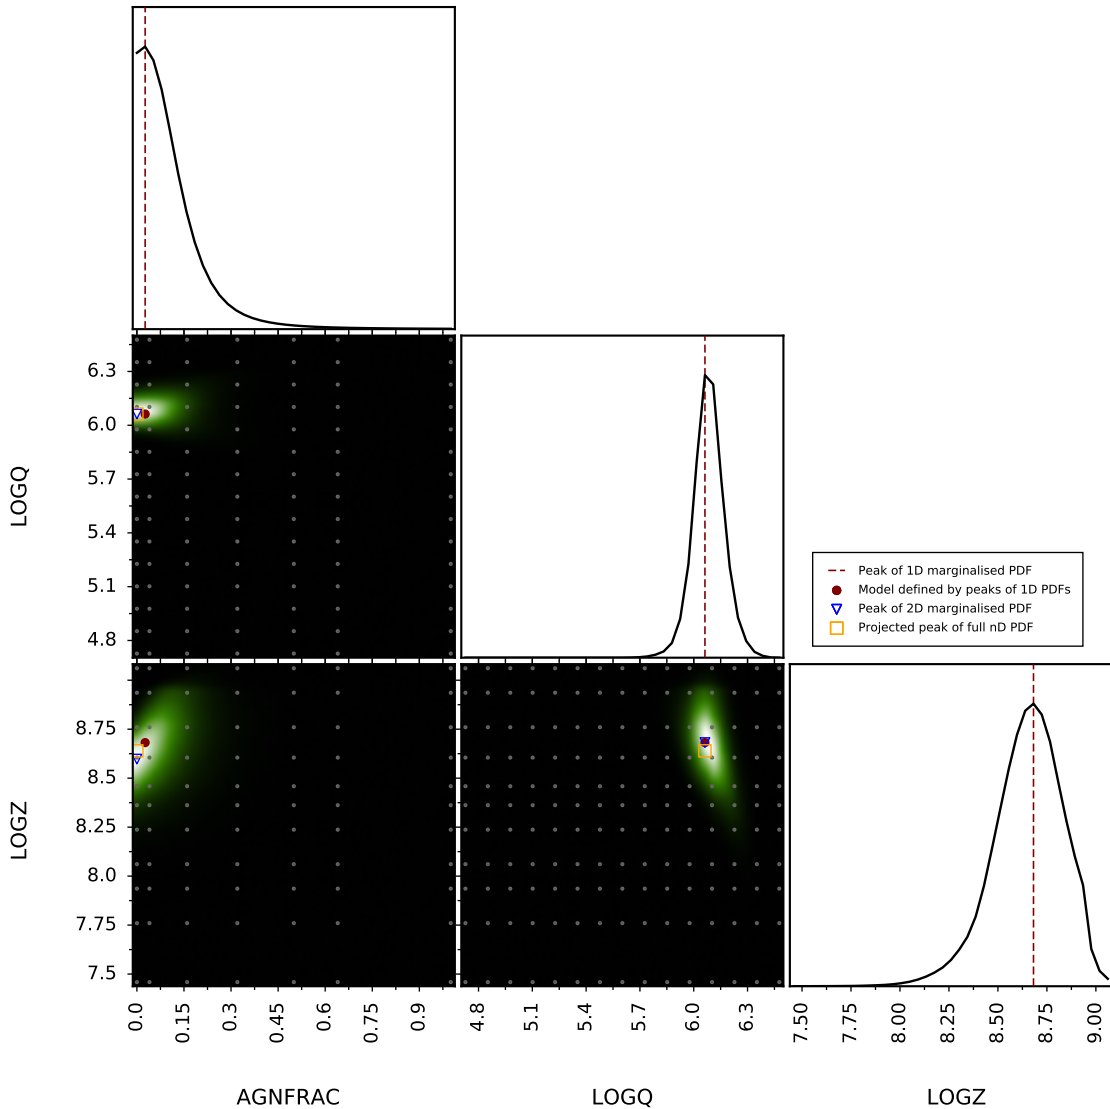 6.3
6.0
5.7
5.4
5.1
4.8
LOGQ
Peak of 1D marginalised PDF
Model defined by peaks of 1D PDFs
Peak of 2D marginalised PDF
Projected peak of full nD PDF
8.75
8.5
8.25
8.0
7.75
7.5
LOGZ
0.0 0.15 0.3 0.45 0.6 0.75 0.9
4.8 5.1 5.4 5.7 6.0 6.3
7.50 7.75 8.00 8.25 8.50 8.75 9.00
AGNFRAC LOGQ LOGZ